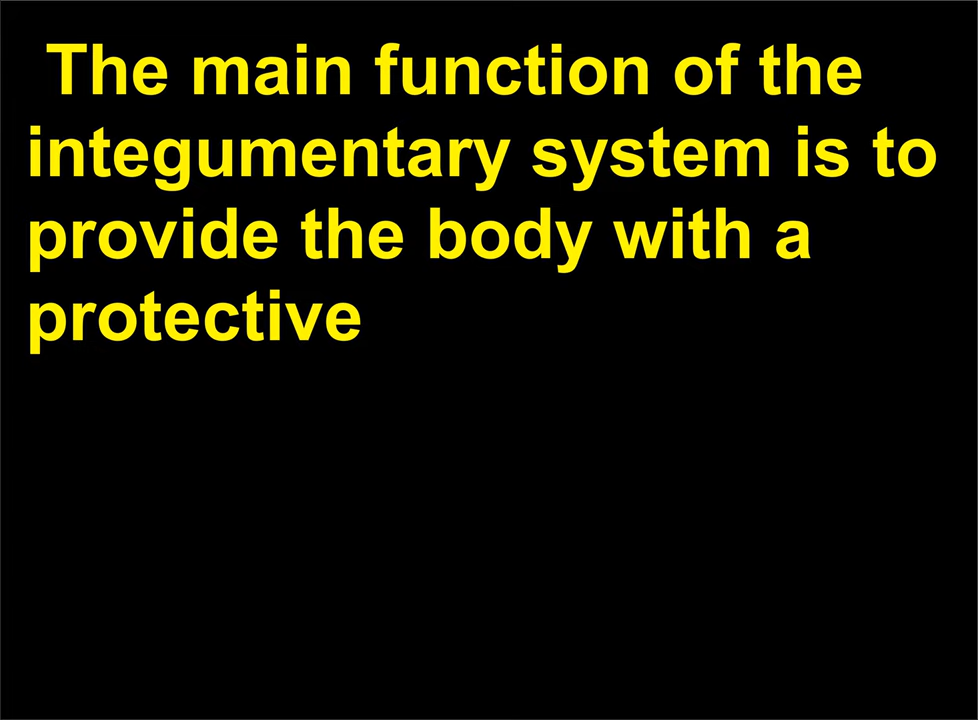 The main function of the
integumentary system is to
provide the body with a
protective